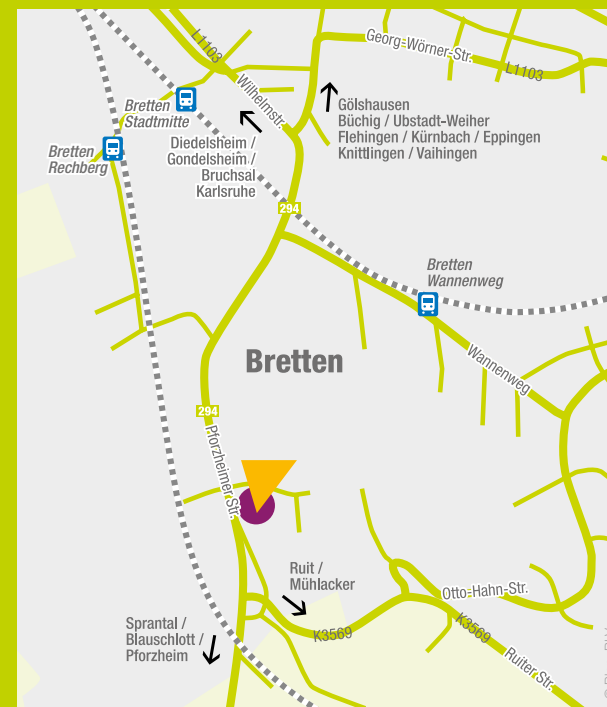 L1103
Georg-Wörner-Str.
L1103
Wilhelmstr.
Bretten
Stadtmitte
Gölshausen
Büchig / Ubstadt-Weiher
Flehingen / Kürnbach / Eppingen
Knittlingen / Vaihingen
Diedelsheim /
Gondelsheim /
Bruchsal
Karlsruhe
Bretten
Rechberg
294
Bretten
Wannenweg
Wannenweg
Bretten
294
Pforzheimer Str.
Ruit /
Mühlacker
Otto-Hahn-Str.
Sprantal /
Blauschlott /
Pforzheim
K3569
K3569
Ruiter Str.